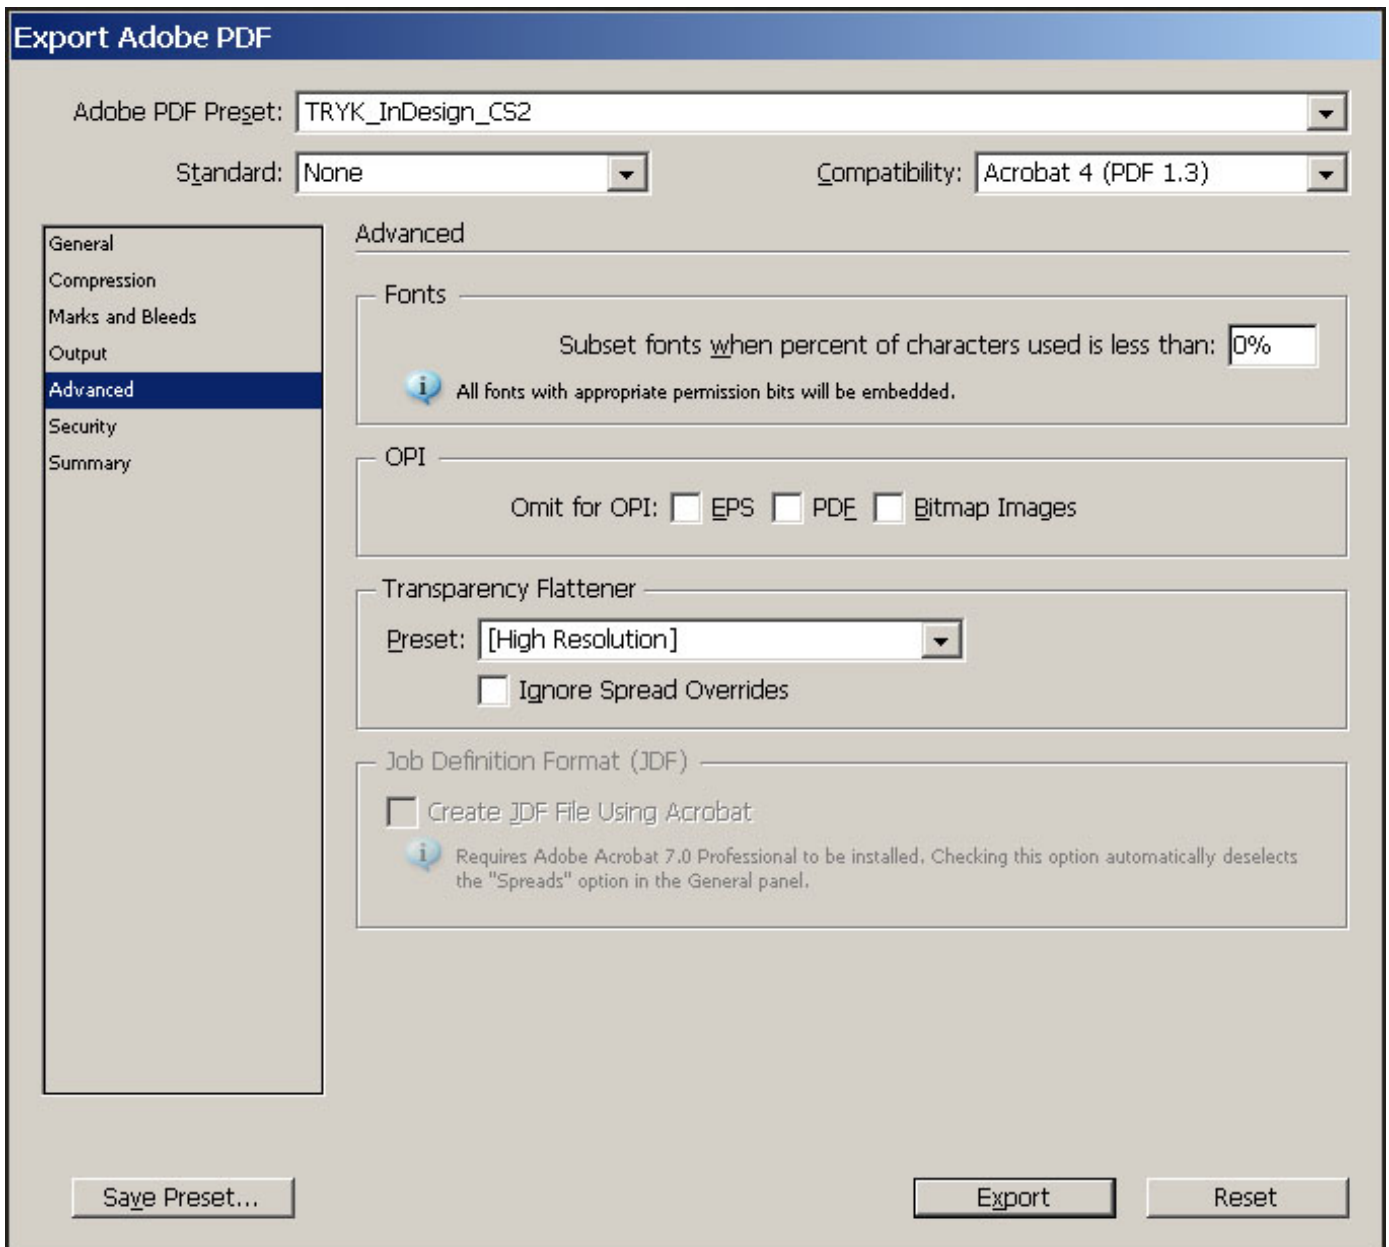 Export Adobe PDF
Adobe PDF Preset: TRYK_InDesign_CS2
Standard: None Compatibility: Acrobat 4 (PDF 1.3)
General
Compression
Marks and Bleeds
Output
Advanced
Security
Summary
Advanced
Fonts
Subset fonts when percent of characters used is less than: 0%
All fonts with appropriate permission bits will be embedded.
OPI
Omit for OPI: EPS PDF Bitmap Images
Transparency Flattener
Preset: [High Resolution]
Ignore Spread Overrides
Job Definition Format (JDF)
Create JDF File Using Acrobat
Requires Adobe Acrobat 7.0 Professional to be installed. Checking this option automatically deselects
the "Spreads" option in the General panel.
Save Preset... Export Reset